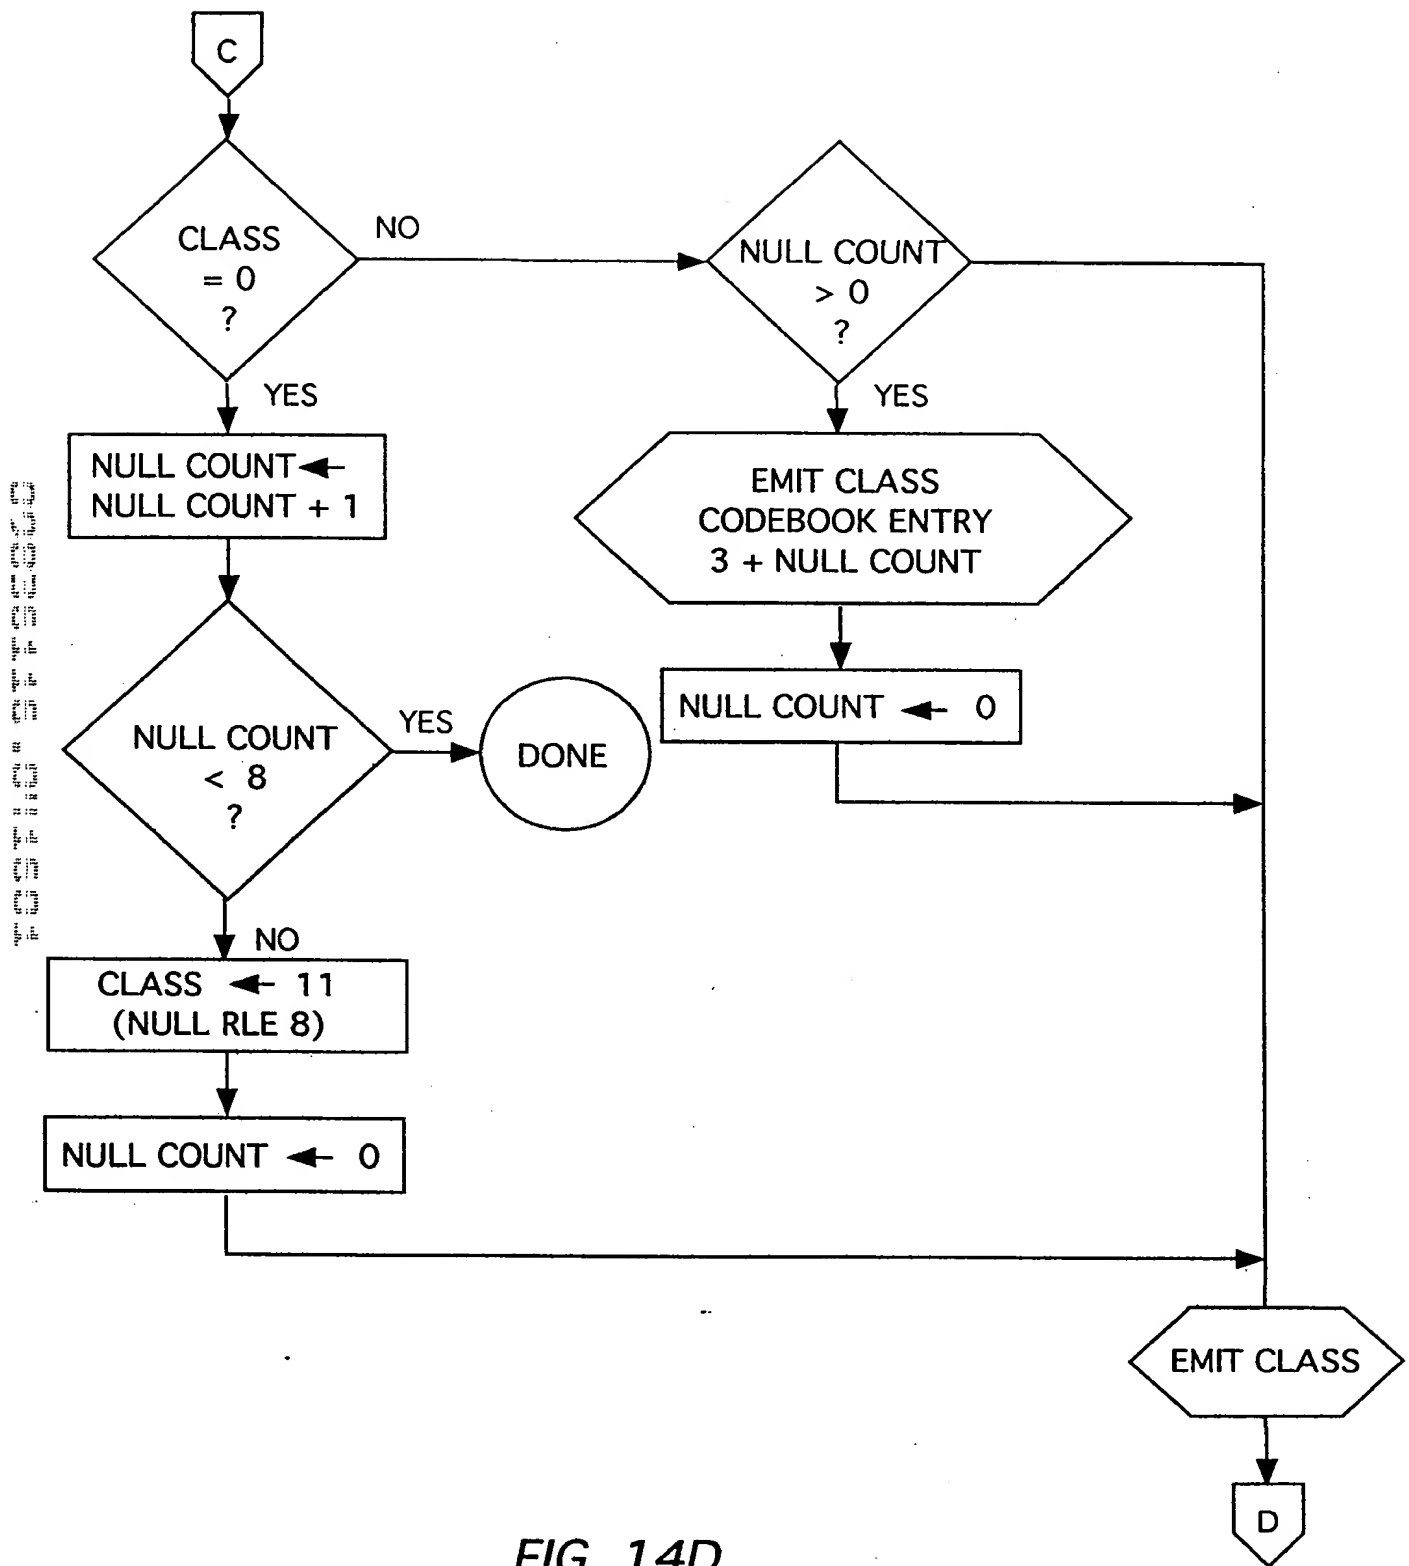 C
CLASS
= 0
?
NO
NULL COUNT
> 0
?
YES
YES
NULL COUNT ←
NULL COUNT + 1
EMIT CLASS
CODEBOOK ENTRY
3 + NULL COUNT
NULL COUNT ← 0
NULL COUNT
< 8
?
YES
DONE
NO
CLASS ← 11
(NULL RLE 8)
NULL COUNT ← 0
EMIT CLASS
D
FIG. 14D